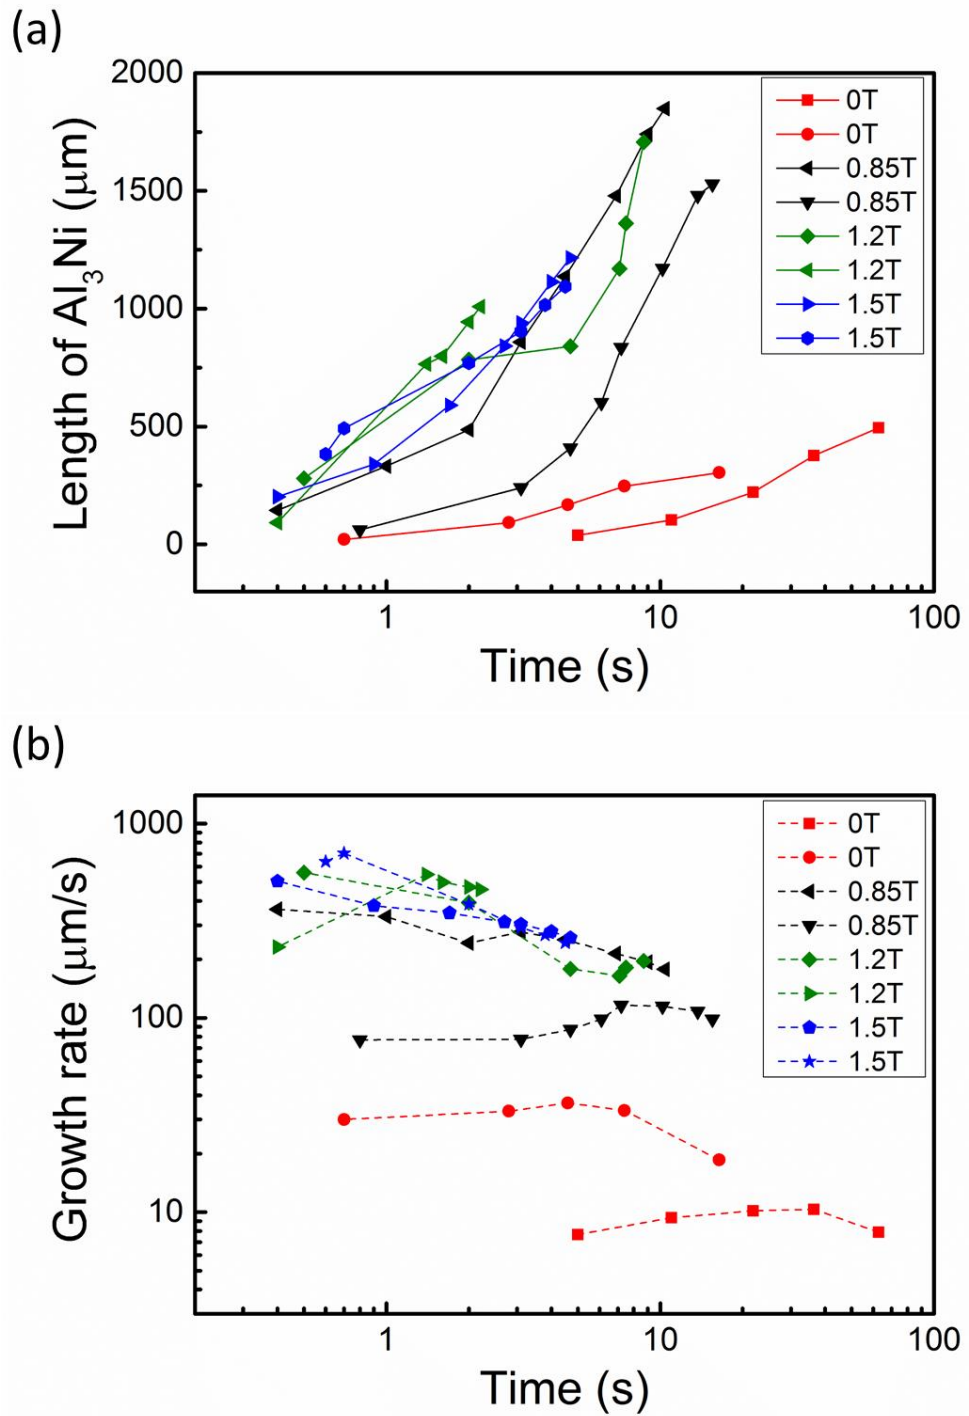 (a)
2000
1500
1000
500
0
Length of Al₃Ni (μm)
0T
0T
0.85T
0.85T
1.2T
1.2T
1.5T
1.5T
1
10
100
Time (s)
(b)
1000
100
10
Growth rate (μm/s)
0T
0T
0.85T
0.85T
1.2T
1.2T
1.5T
1.5T
1
10
100
Time (s)